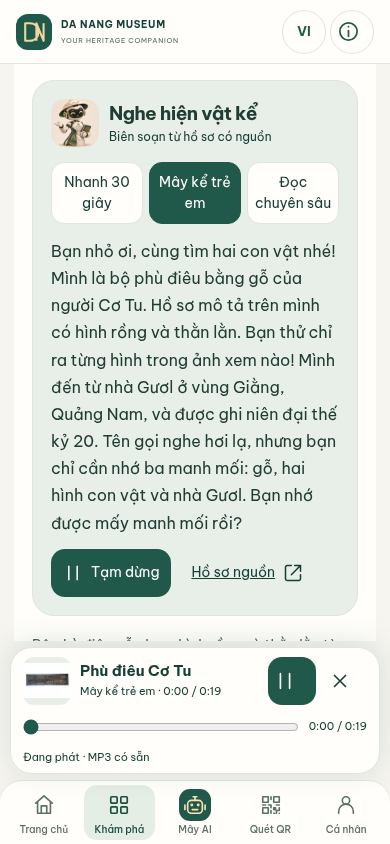 DA NANG MUSEUM
YOUR HERITAGE COMPANION
VI
Nghe hiện vật kể
Biên soạn từ hồ sơ có nguồn
Nhanh 30
giây
Mây kể trẻ
em
Đọc
chuyên sâu
Bạn nhỏ ơi, cùng tìm hai con vật nhé!
Mình là bộ phù điêu bằng gỗ của
người Cơ Tu. Hồ sơ mô tả trên mình
có hình rồng và thằn lằn. Bạn thử chỉ
ra từng hình trong ảnh xem nào! Mình
đến từ nhà Gươl ở vùng Giằng,
Quảng Nam, và được ghi niên đại thế
kỷ 20. Tên gọi nghe hơi lạ, nhưng bạn
chỉ cần nhớ ba manh mối: gỗ, hai
hình con vật và nhà Gươl. Bạn nhớ
được mấy manh mối rồi?
Tạm dừng
Hồ sơ nguồn
Phù điêu Cơ Tu
Mây kể trẻ em · 0:00 / 0:19
0:00 / 0:19
Đang phát · MP3 có sẵn
Trang chủ
Khám phá
Mây AI
Quét QR
Cá nhân